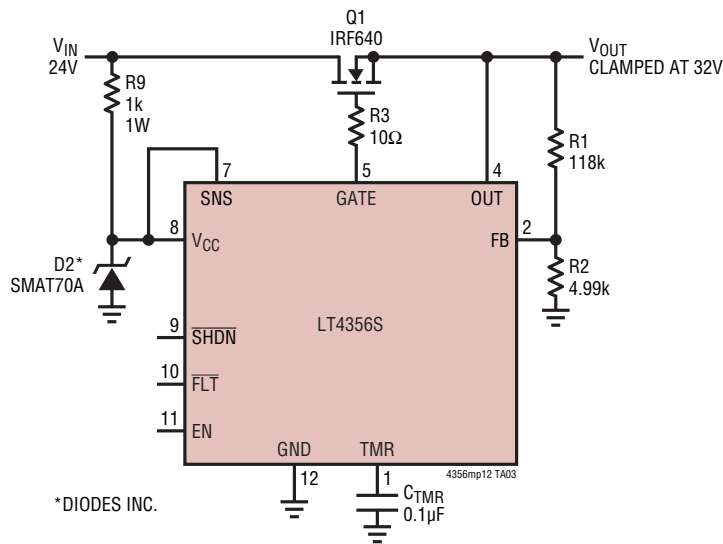 Q1
IRF640
V_IN
24V
V_OUT
CLAMPED AT 32V
R9
1k
1W
R3
10Ω
R1
118k
7
5
4
SNS
GATE
OUT
8
V_CC
FB
2
D2*
SMAT70A
R2
4.99k
LT4356S
9
SHDN
10
FLT
11
EN
GND
TMR
12
1
4356mp12 TA03
*DIODES INC.
C_TMR
0.1µF